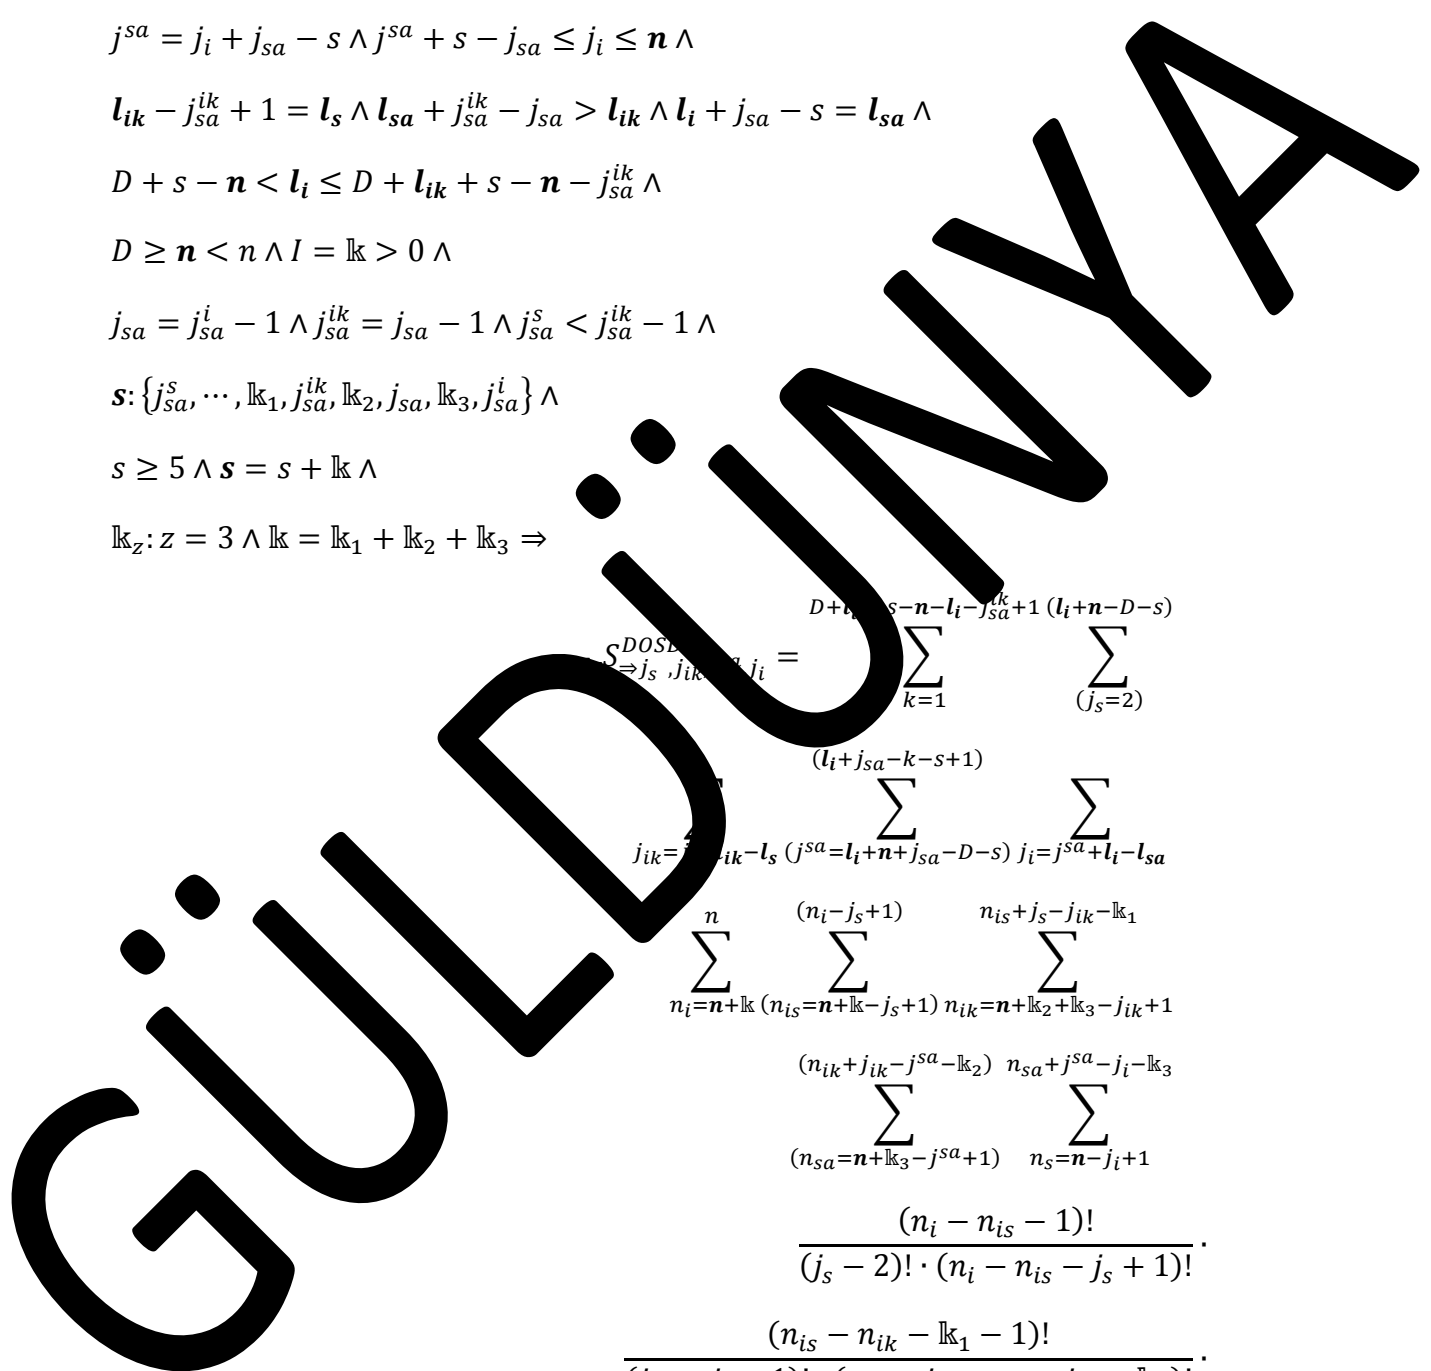 j^{sa} = j_i + j_{sa} − s ∧ j^{sa} + s − j_{sa} ≤ j_i ≤ 𝒏 ∧
𝒍_{𝒊𝒌} − j_{sa}^{ik} + 1 = 𝒍_𝒔 ∧ 𝒍_{𝒔𝒂} + j_{sa}^{ik} − j_{sa} > 𝒍_{𝒊𝒌} ∧ 𝒍_𝒊 + j_{sa} − s = 𝒍_{𝒔𝒂} ∧
D + s − 𝒏 < 𝒍_𝒊 ≤ D + 𝒍_{𝒊𝒌} + s − 𝒏 − j_{sa}^{ik} ∧
D ≥ 𝒏 < n ∧ I = 𝕜 > 0 ∧
j_{sa} = j_{sa}^{i} − 1 ∧ j_{sa}^{ik} = j_{sa} − 1 ∧ j_{sa}^{s} < j_{sa}^{ik} − 1 ∧
𝒔: {j_{sa}^{s}, ⋯, 𝕜_1, j_{sa}^{ik}, 𝕜_2, j_{sa}, 𝕜_3, j_{sa}^{i}} ∧
s ≥ 5 ∧ 𝒔 = s + 𝕜 ∧
𝕜_z: z = 3 ∧ 𝕜 = 𝕜_1 + 𝕜_2 + 𝕜_3 ⇒
j_i = ∑_{k=1} ∑_{(j_s=2)}^{(𝒍_𝒊+𝒏−D−s)}
∑_{(j^{sa}=𝒍_𝒊+𝒏+j_{sa}−D−s)}^{(𝒍_𝒊+j_{sa}−k−s+1)} ∑_{j_i=j^{sa}+𝒍_𝒊−𝒍_{𝒔𝒂}}
∑_{n_i=𝒏+𝕜}^{n} ∑_{(n_{is}=𝒏+𝕜−j_s+1)}^{(n_i−j_s+1)} ∑_{n_{ik}=𝒏+𝕜_2+𝕜_3−j_{ik}+1}^{n_{is}+j_s−j_{ik}−𝕜_1}
∑_{(n_{sa}=𝒏+𝕜_3−j^{sa}+1)}^{(n_{ik}+j_{ik}−j^{sa}−𝕜_2)} ∑_{n_s=𝒏−j_i+1}^{n_{sa}+j^{sa}−j_i−𝕜_3}
(n_i − n_{is} − 1)!
(j_s − 2)! · (n_i − n_{is} − j_s + 1)! ·
(n_{is} − n_{ik} − 𝕜_1 − 1)! ·
GÜLDÜNYA